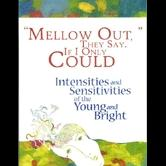 "MELLOW OUT,"
THEY SAY.
IF I ONLY
COULD
Intensities and
Sensitivities
of the
Young and
Bright